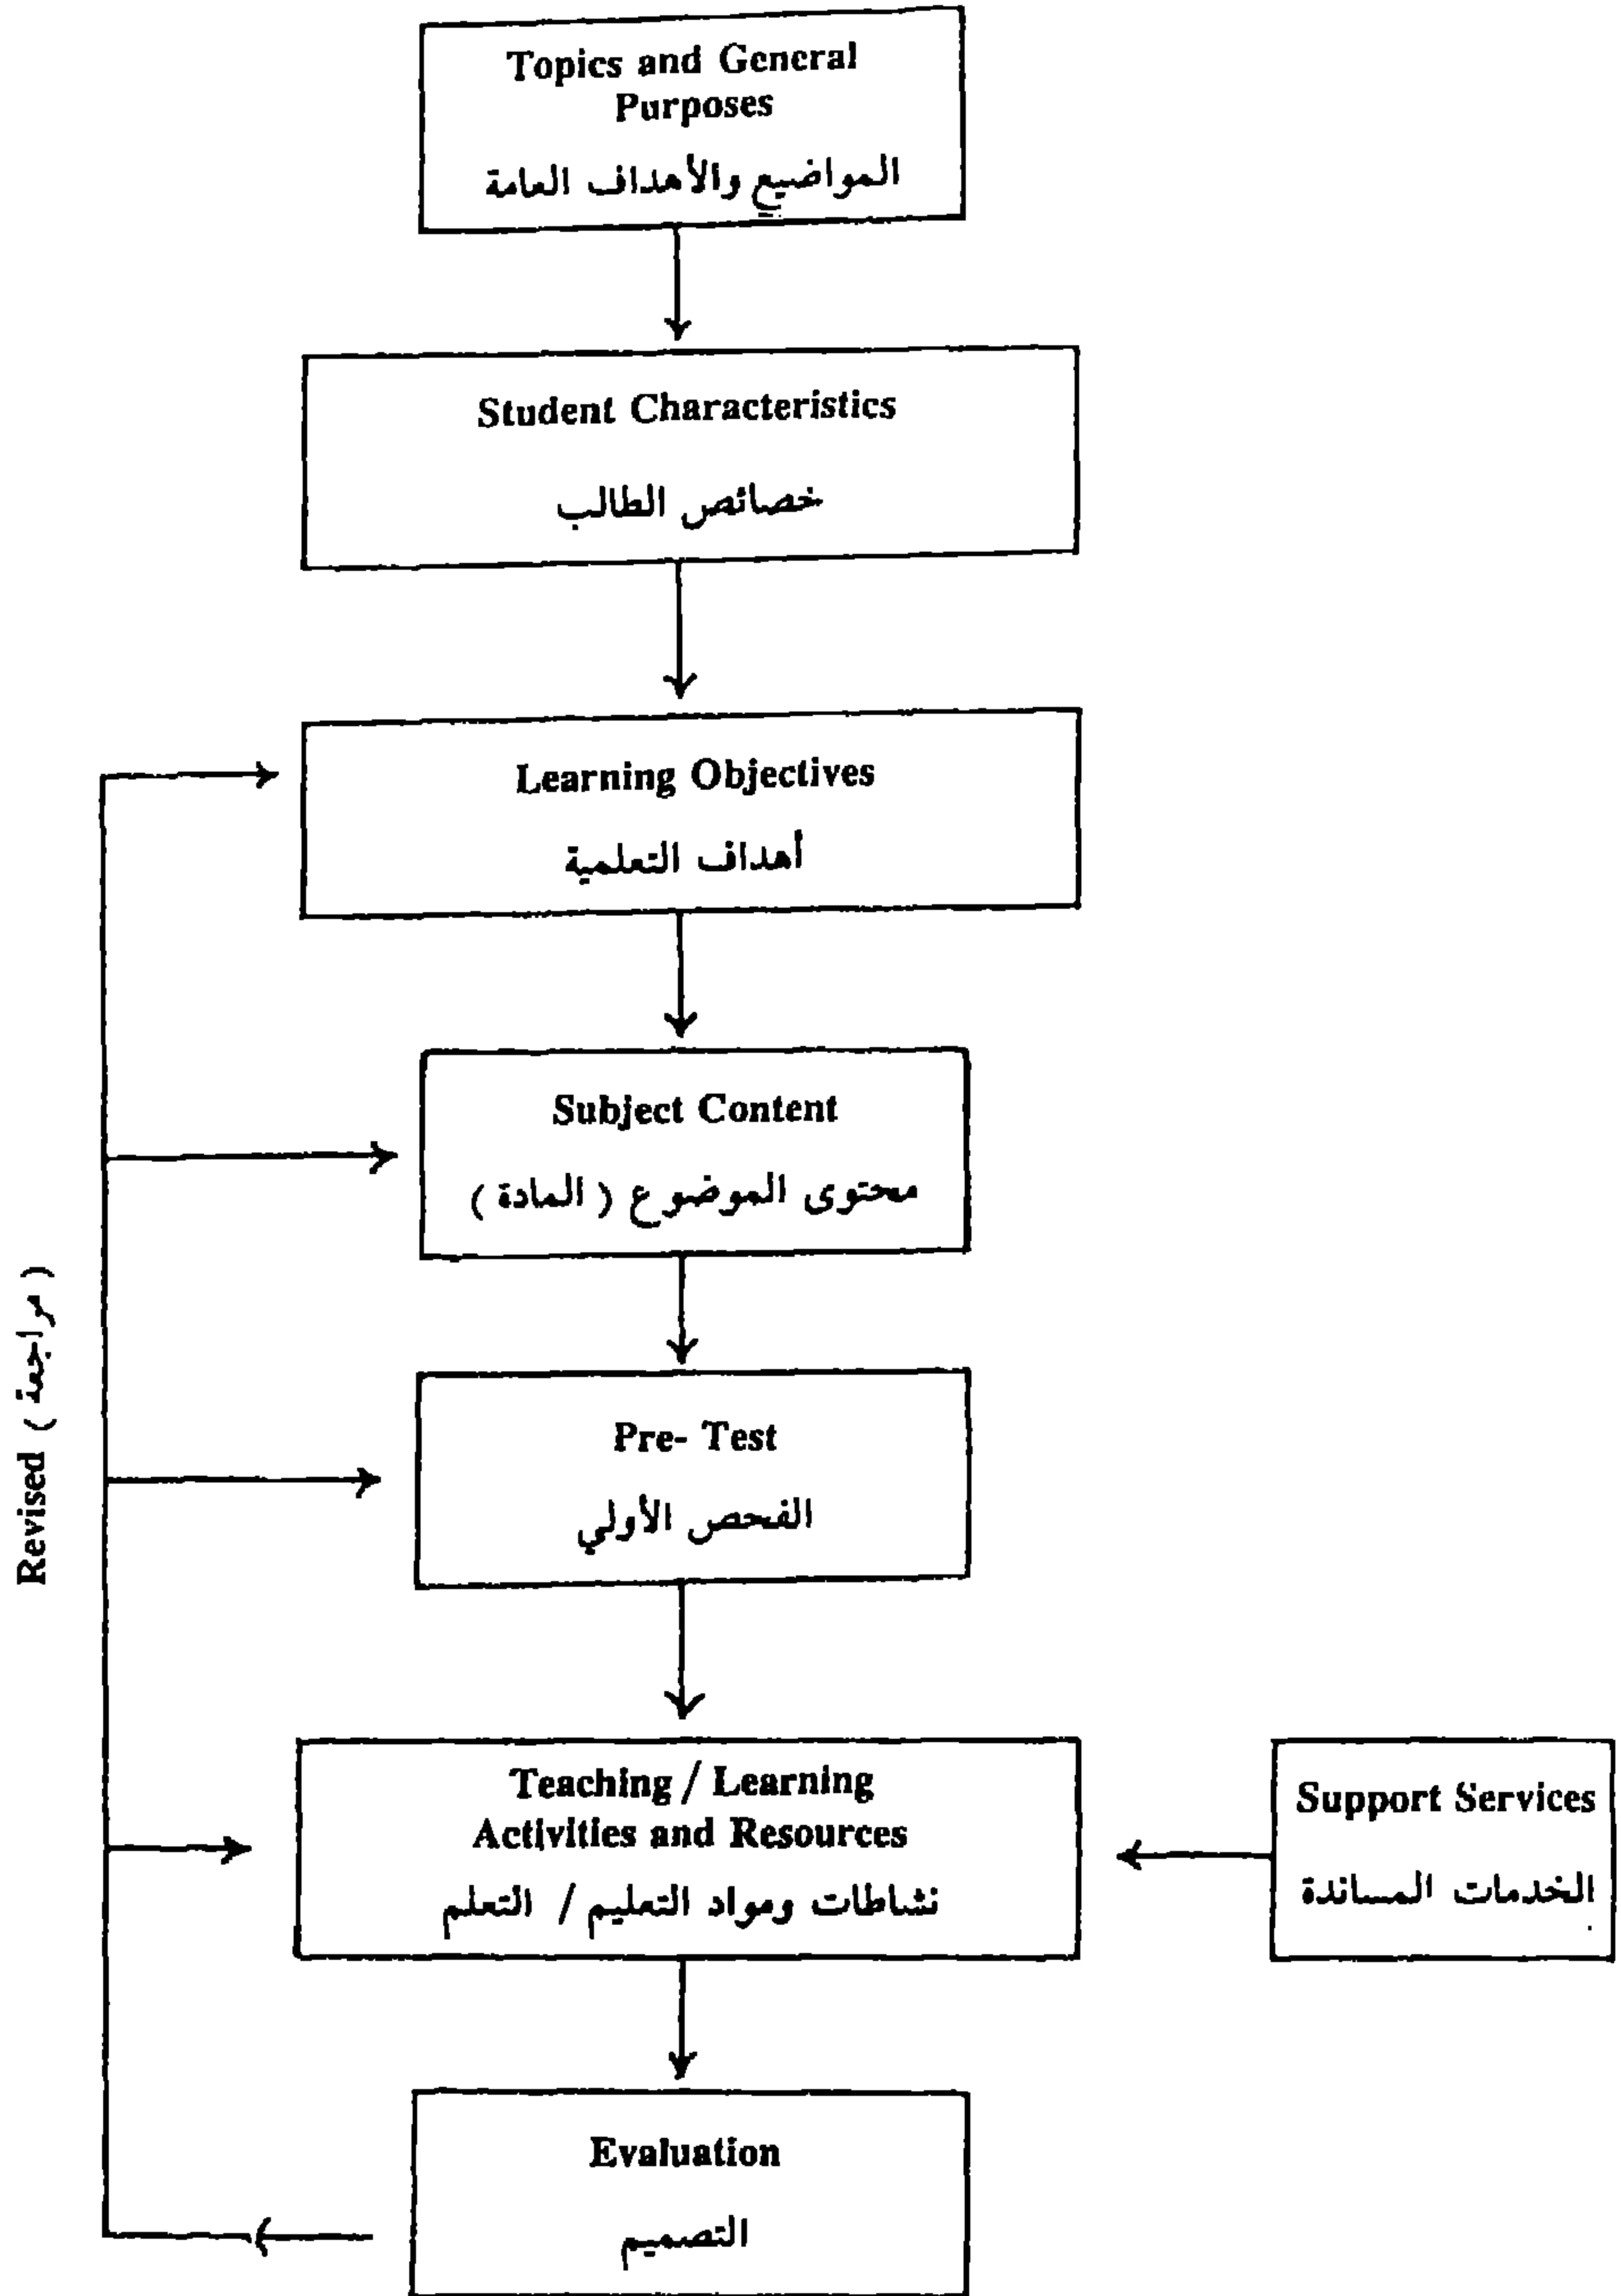 Topics and General
Purposes
المواضيع والأهداف العامة
Student Characteristics
خصائص الطالب
Learning Objectives
أهداف التعلمية
Subject Content
محتوى الموضوع ( المادة )
Pre- Test
الفحص الأولي
Revised ( مراجعة )
Teaching / Learning
Activities and Resources
نشاطات ومواد التعليم / التعلم
Support Services
الخدمات المساندة
Evaluation
التصميم